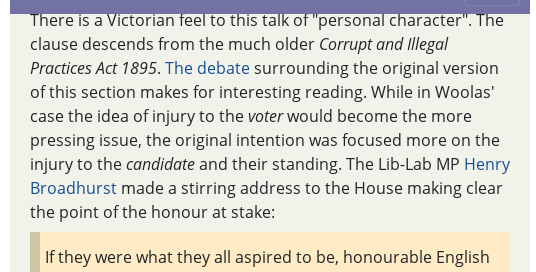 There is a Victorian feel to this talk of "personal character". The
clause descends from the much older Corrupt and Illegal
Practices Act 1895. The debate surrounding the original version
of this section makes for interesting reading. While in Woolas'
case the idea of injury to the voter would become the more
pressing issue, the original intention was focused more on the
injury to the candidate and their standing. The Lib-Lab MP Henry
Broadhurst made a stirring address to the House making clear
the point of the honour at stake:
If they were what they all aspired to be, honourable English